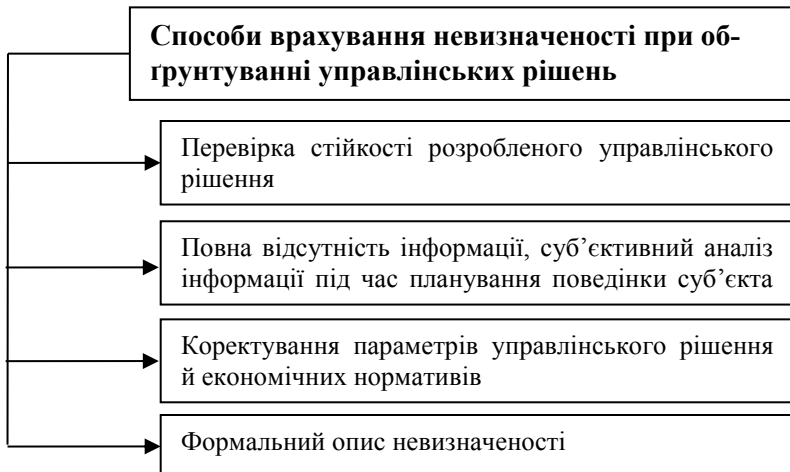 Способи врахування невизначеності при об-
ґрунтуванні управлінських рішень
Перевірка стійкості розробленого управлінського
рішення
Повна відсутність інформації, суб’єктивний аналіз
інформації під час планування поведінки суб’єкта
Коректування параметрів управлінського рішення
й економічних нормативів
Формальний опис невизначеності